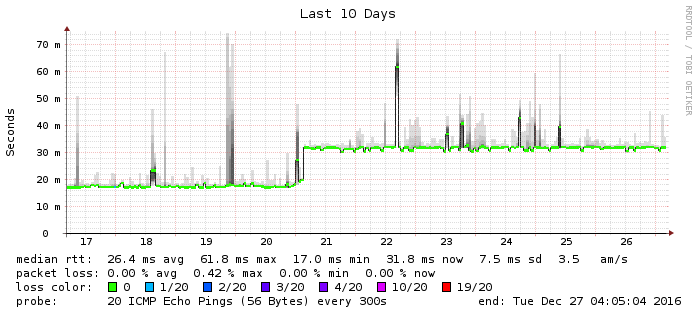 Last 10 Days
RRDTOOL / TOBI OETIKER
Seconds
70 m
60 m
50 m
40 m
30 m
20 m
10 m
0
17 18 19 20 21 22 23 24 25 26
median rtt: 26.4 ms avg 61.8 ms max 17.0 ms min 31.8 ms now 7.5 ms sd 3.5 am/s
packet loss: 0.00 % avg 0.42 % max 0.00 % min 0.00 % now
loss color: 0 1/20 2/20 3/20 4/20 10/20 19/20
probe: 20 ICMP Echo Pings (56 Bytes) every 300s end: Tue Dec 27 04:05:04 2016